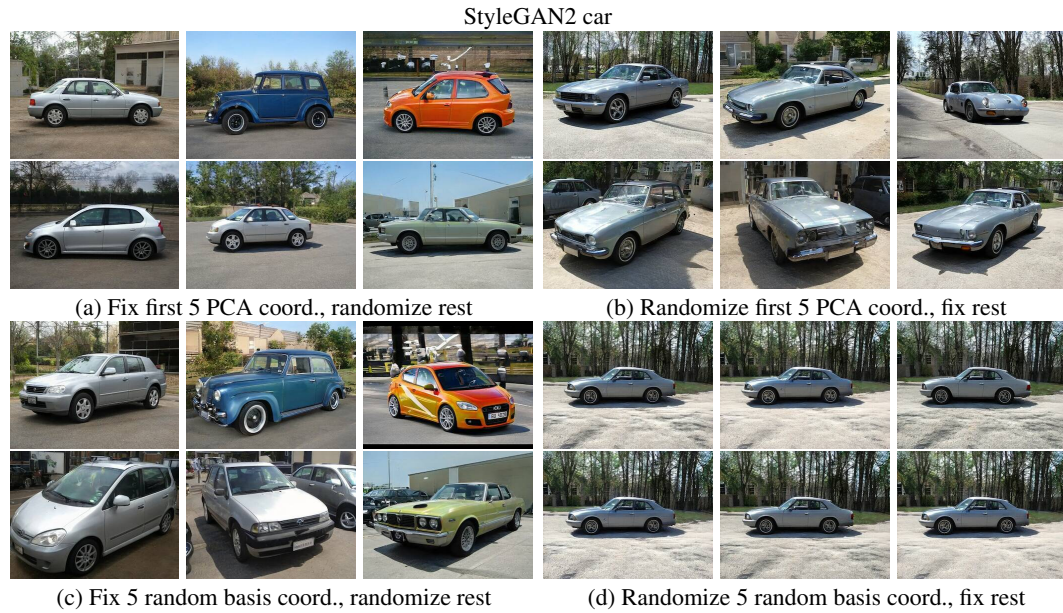 StyleGAN2 car
(a) Fix first 5 PCA coord., randomize rest
(b) Randomize first 5 PCA coord., fix rest
(c) Fix 5 random basis coord., randomize rest
(d) Randomize 5 random basis coord., fix rest